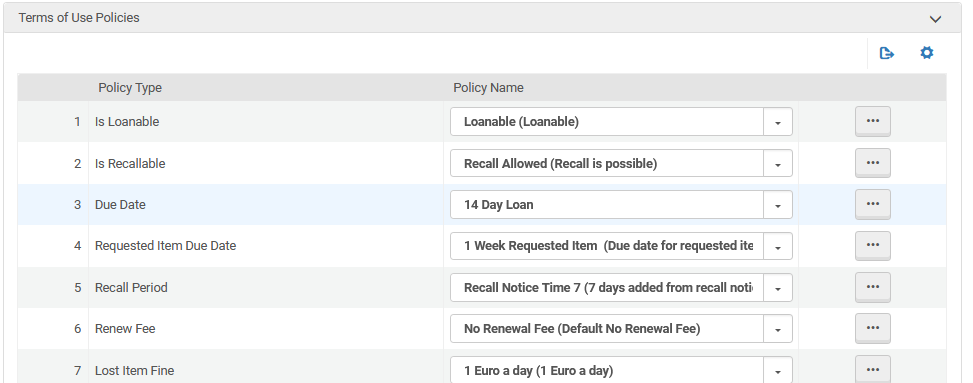 Terms of Use Policies
Policy Type Policy Name
1 Is Loanable Loanable (Loanable)
2 Is Recallable Recall Allowed (Recall is possible)
3 Due Date 14 Day Loan
4 Requested Item Due Date 1 Week Requested Item (Due date for requested ite
5 Recall Period Recall Notice Time 7 (7 days added from recall noti
6 Renew Fee No Renewal Fee (Default No Renewal Fee)
7 Lost Item Fine 1 Euro a day (1 Euro a day)